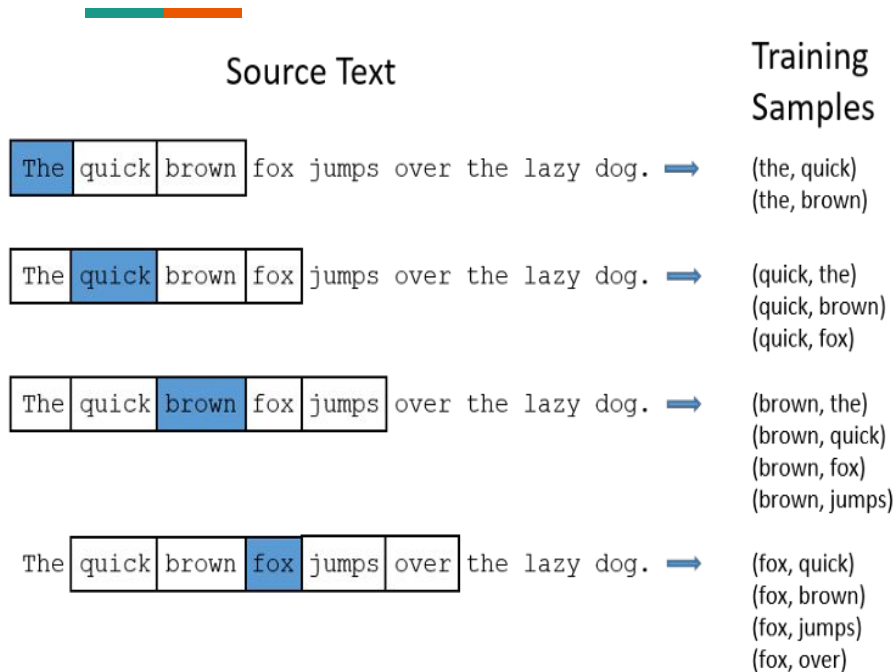 Source Text
Training
Samples
The quick brown fox jumps over the lazy dog.
(the, quick)
(the, brown)
The quick brown fox jumps over the lazy dog.
(quick, the)
(quick, brown)
(quick, fox)
The quick brown fox jumps over the lazy dog.
(brown, the)
(brown, quick)
(brown, fox)
(brown, jumps)
The quick brown fox jumps over the lazy dog.
(fox, quick)
(fox, brown)
(fox, jumps)
(fox, over)